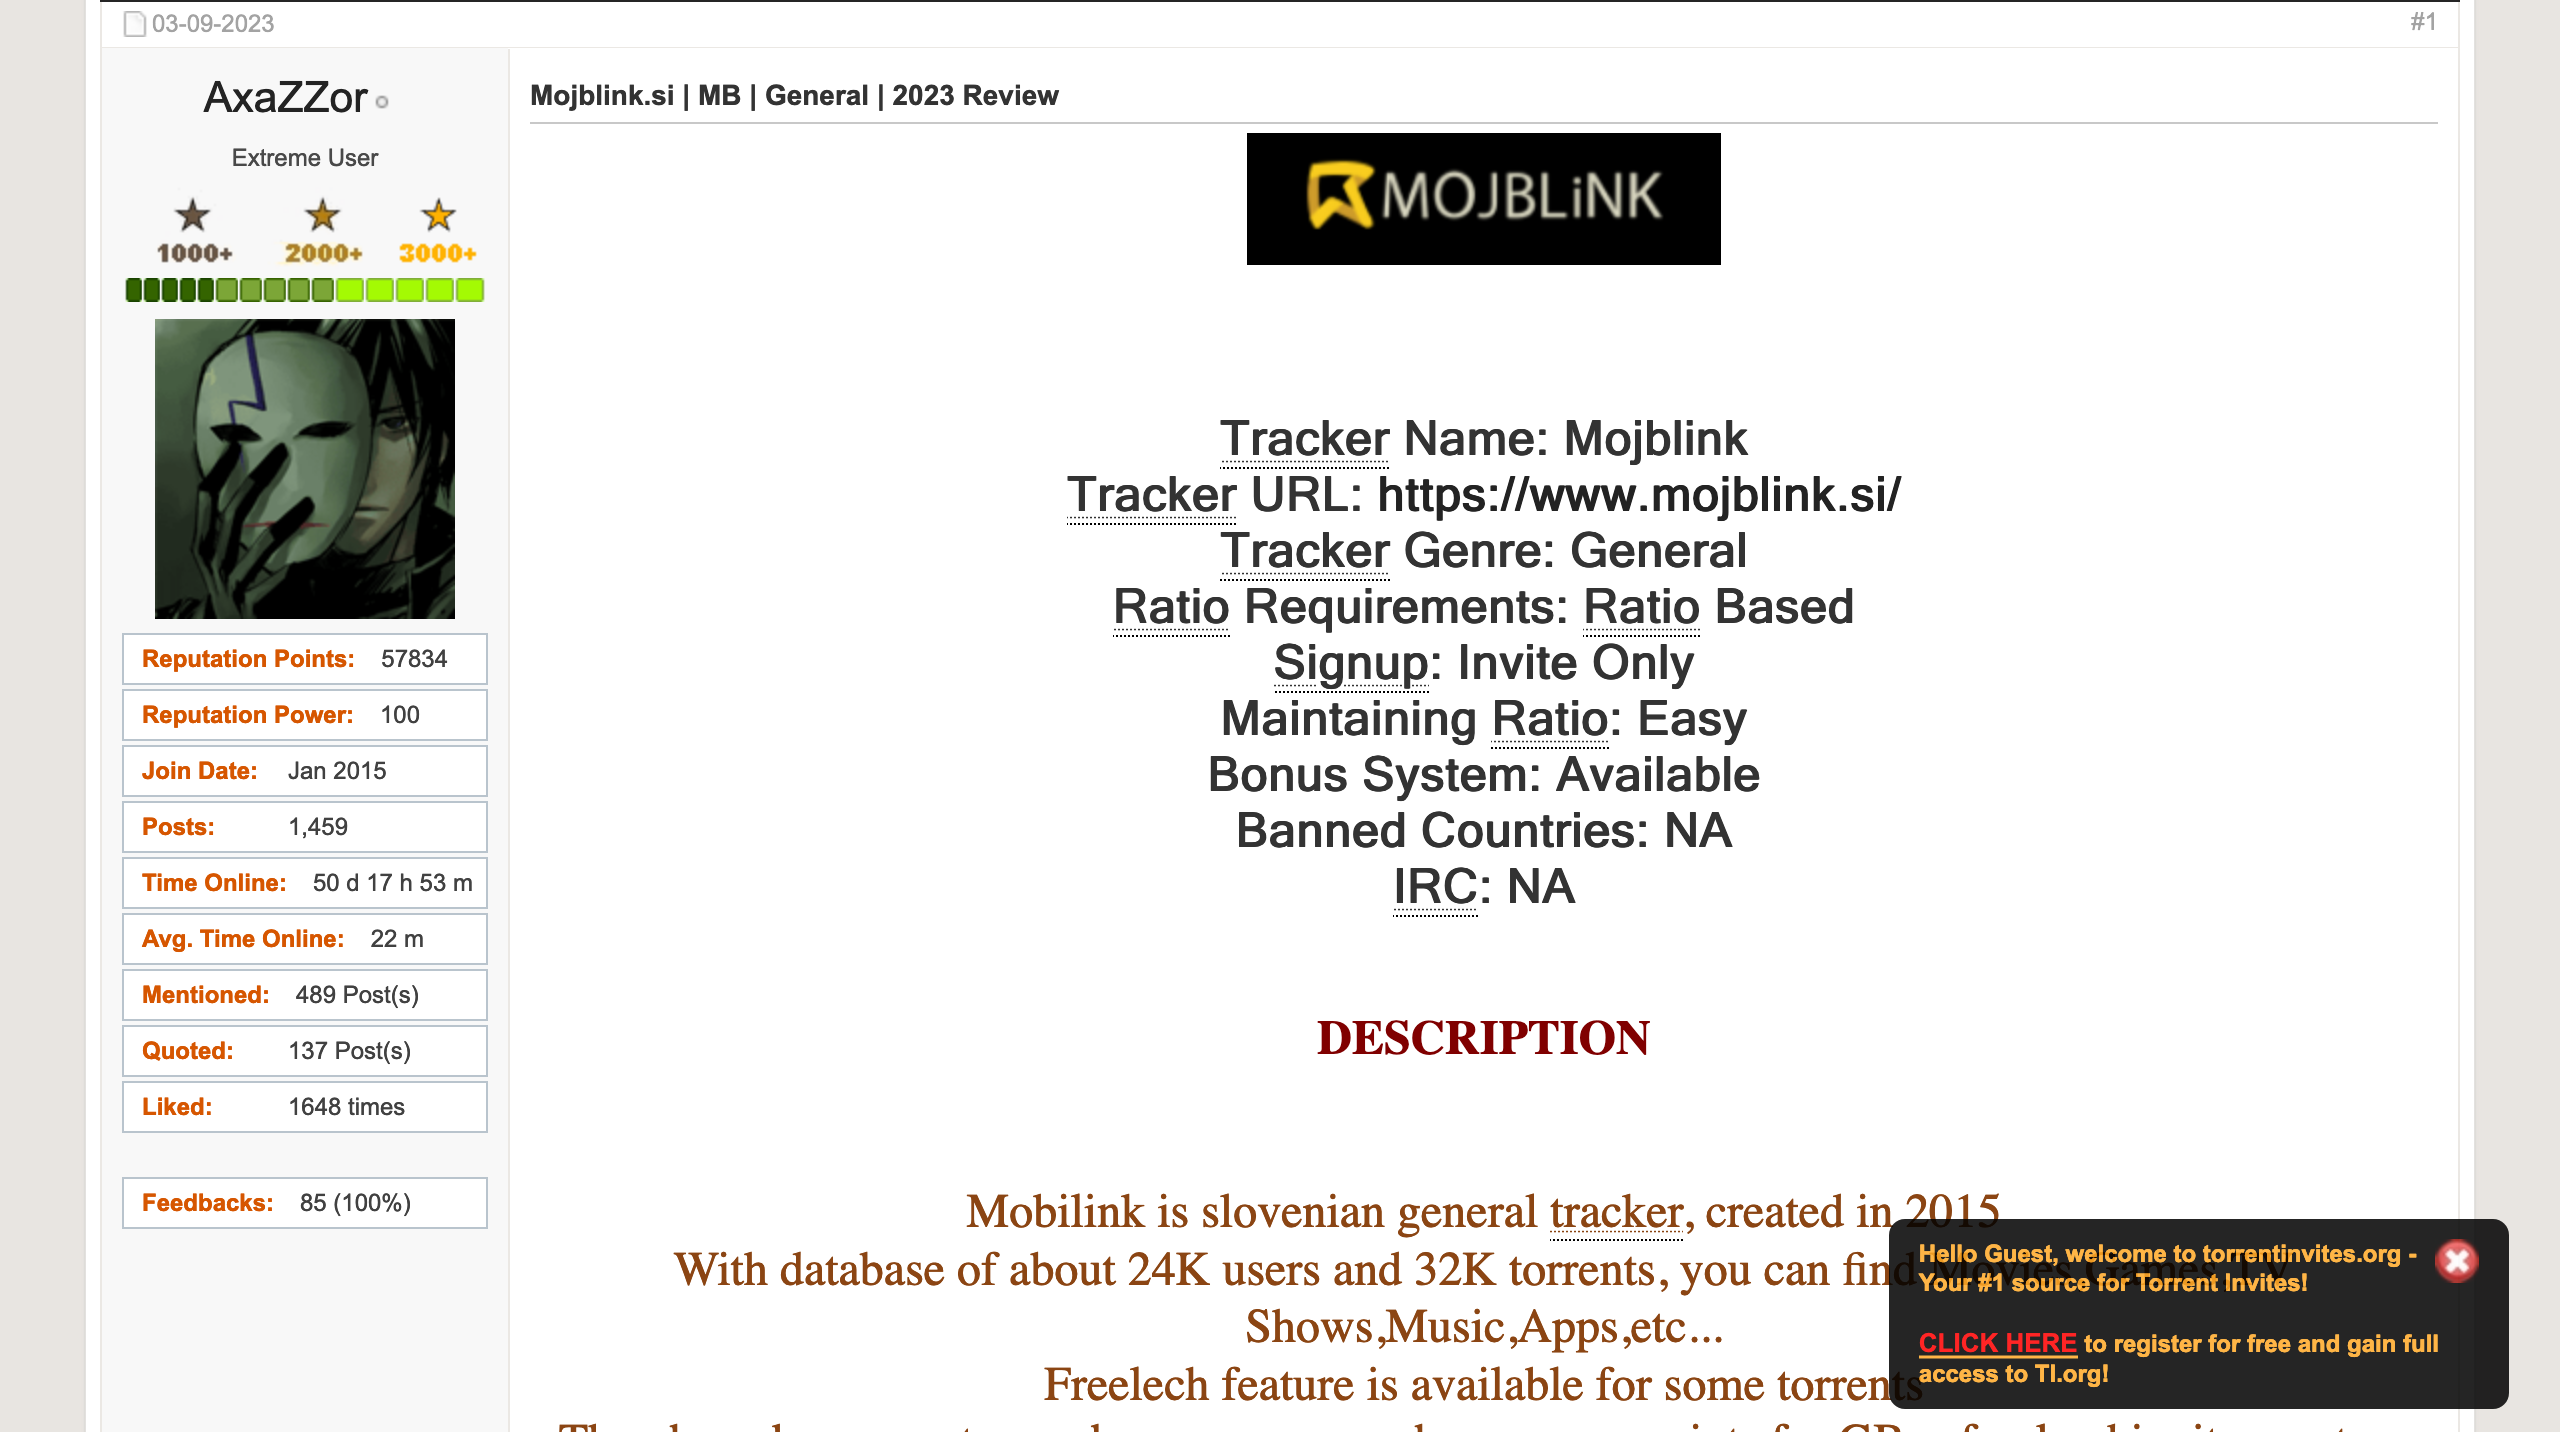 03-09-2023
#1
AxaZZor
Extreme User
1000+ 2000+ 3000+
Reputation Points: 57834
Reputation Power: 100
Join Date: Jan 2015
Posts: 1,459
Time Online: 50 d 17 h 53 m
Avg. Time Online: 22 m
Mentioned: 489 Post(s)
Quoted: 137 Post(s)
Liked: 1648 times
Feedbacks: 85 (100%)
Mojblink.si | MB | General | 2023 Review
MOJBLiNK
Tracker Name: Mojblink
Tracker URL: https://www.mojblink.si/
Tracker Genre: General
Ratio Requirements: Ratio Based
Signup: Invite Only
Maintaining Ratio: Easy
Bonus System: Available
Banned Countries: NA
IRC: NA
DESCRIPTION
Mobilink is slovenian general tracker, created in 2015
With database of about 24K users and 32K torrents, you can find Movies,Games,TV
Shows,Music,Apps,etc...
Freelech feature is available for some torrents
Hello Guest, welcome to torrentinvites.org -
Your #1 source for Torrent Invites!
CLICK HERE to register for free and gain full
access to TI.org!